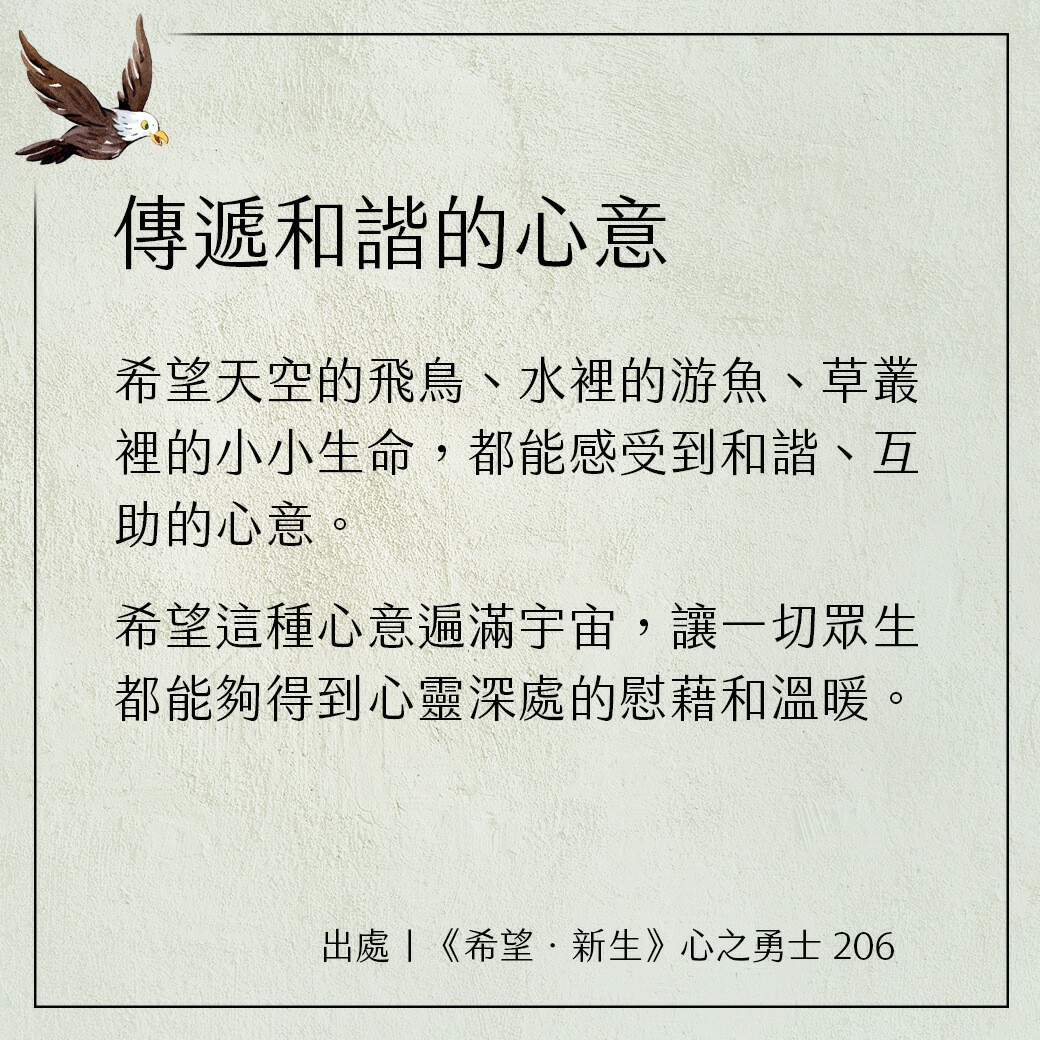 傳遞和諧的心意
希望天空的飛鳥、水裡的游魚、草叢
裡的小小生命，都能感受到和諧、互
助的心意。
希望這種心意遍滿宇宙，讓一切眾生
都能夠得到心靈深處的慰藉和溫暖。
出處｜《希望．新生》心之勇士 206